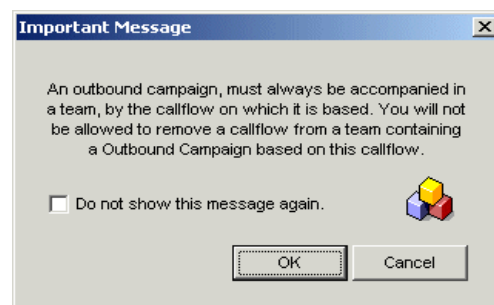 Important Message
An outbound campaign, must always be accompanied in
a team, by the callflow on which it is based. You will not
be allowed to remove a callflow from a team containing
a Outbound Campaign based on this callflow.
Do not show this message again.
OK Cancel